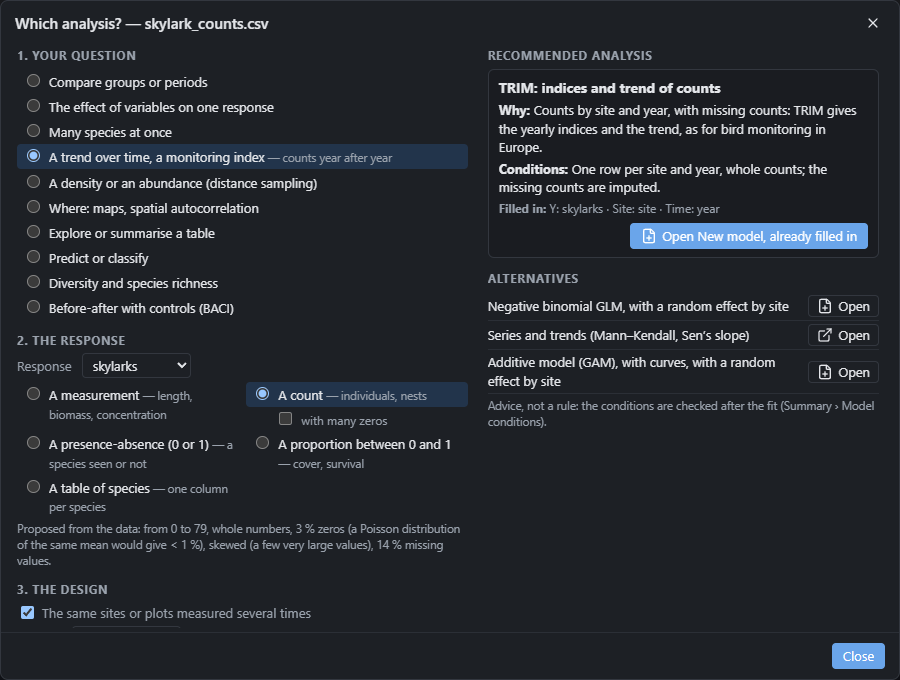 Which analysis? — skylark_counts.csv
1. YOUR QUESTION
Compare groups or periods
The effect of variables on one response
Many species at once
A trend over time, a monitoring index — counts year after year
A density or an abundance (distance sampling)
Where: maps, spatial autocorrelation
Explore or summarise a table
Predict or classify
Diversity and species richness
Before-after with controls (BACI)
2. THE RESPONSE
Response skylarks
A measurement — length,
biomass, concentration
A count — individuals, nests
with many zeros
A presence-absence (0 or 1) — a
species seen or not
A proportion between 0 and 1
— cover, survival
A table of species — one column
per species
Proposed from the data: from 0 to 79, whole numbers, 3 % zeros (a Poisson distribution
of the same mean would give < 1 %), skewed (a few very large values), 14 % missing
values.
3. THE DESIGN
The same sites or plots measured several times
RECOMMENDED ANALYSIS
TRIM: indices and trend of counts
Why: Counts by site and year, with missing counts: TRIM gives
the yearly indices and the trend, as for bird monitoring in
Europe.
Conditions: One row per site and year, whole counts; the
missing counts are imputed.
Filled in: Y: skylarks · Site: site · Time: year
Open New model, already filled in
ALTERNATIVES
Negative binomial GLM, with a random effect by site Open
Series and trends (Mann–Kendall, Sen's slope) Open
Additive model (GAM), with curves, with a random
effect by site Open
Advice, not a rule: the conditions are checked after the fit (Summary › Model
conditions).
Close